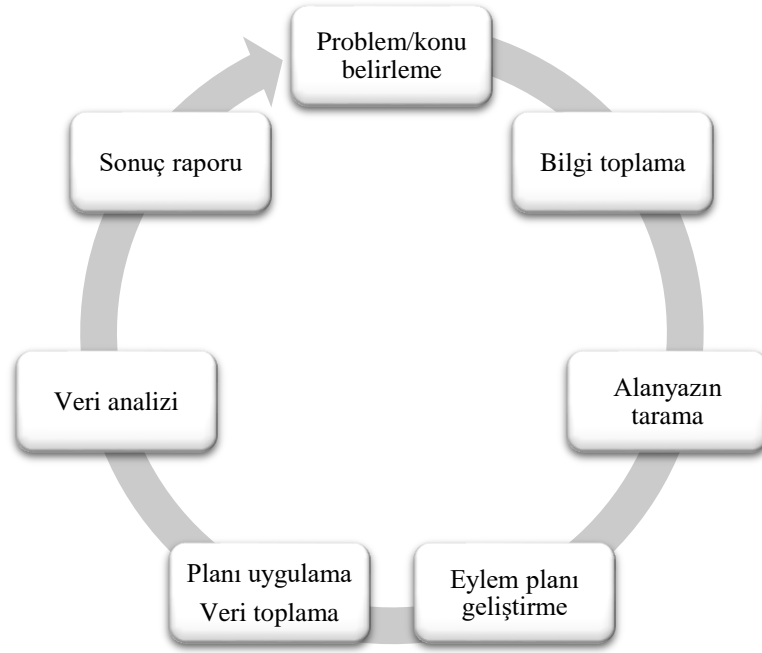 Problem/konu
belirleme
Bilgi toplama
Alanyazın
tarama
Eylem planı
geliştirme
Planı uygulama
Veri toplama
Veri analizi
Sonuç raporu